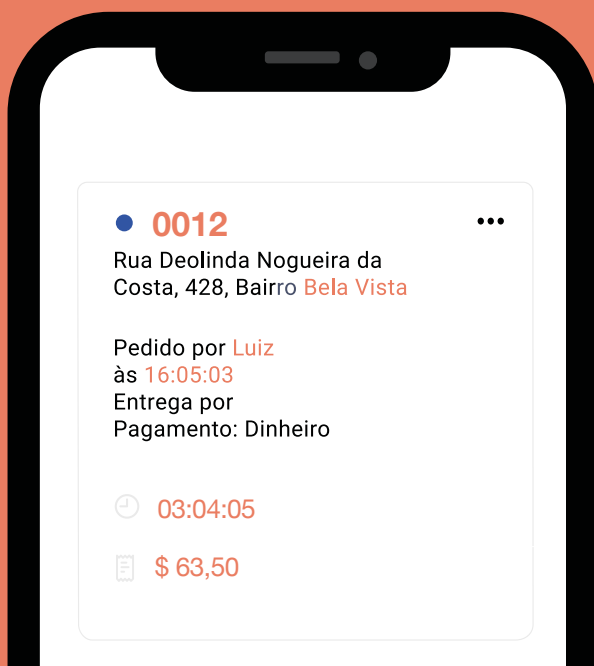 0012
Rua Deolinda Nogueira da
Costa, 428, Bairro Bela Vista
Pedido por Luiz
às 16:05:03
Entrega por
Pagamento: Dinheiro
03:04:05
$ 63,50